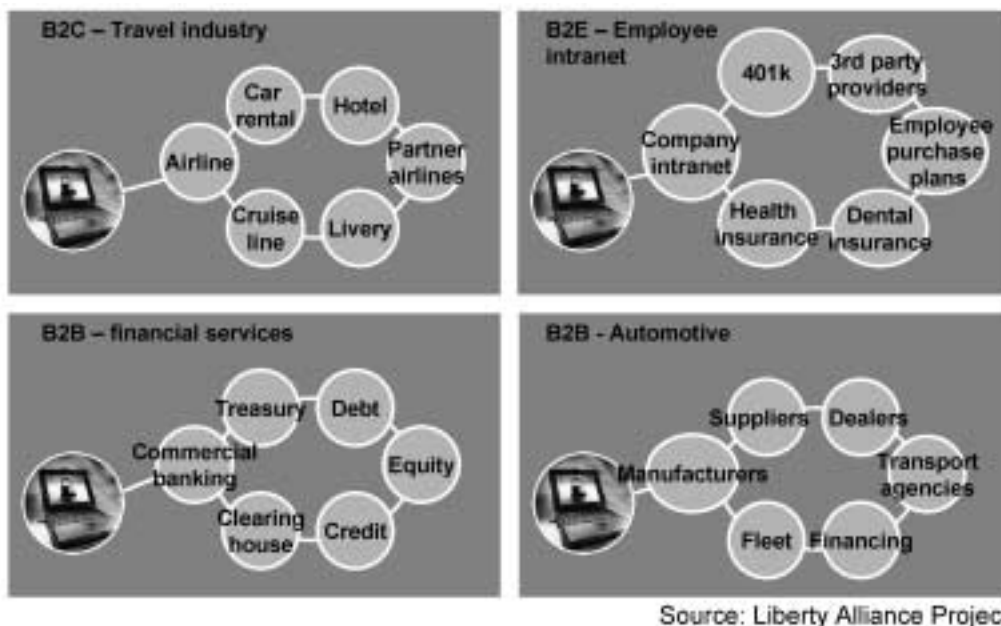 B2C – Travel industry
Car
rental
Hotel
Airline
Partner
airlines
Cruise
line
Livery
B2E – Employee
intranet
401k
3rd party
providers
Company
intranet
Employee
purchase
plans
Health
insurance
Dental
insurance
B2B – financial services
Treasury
Debt
Commercial
banking
Equity
Clearing
house
Credit
B2B - Automotive
Suppliers
Dealers
Manufacturers
Transport
agencies
Fleet
Financing
Source: Liberty Alliance Projec